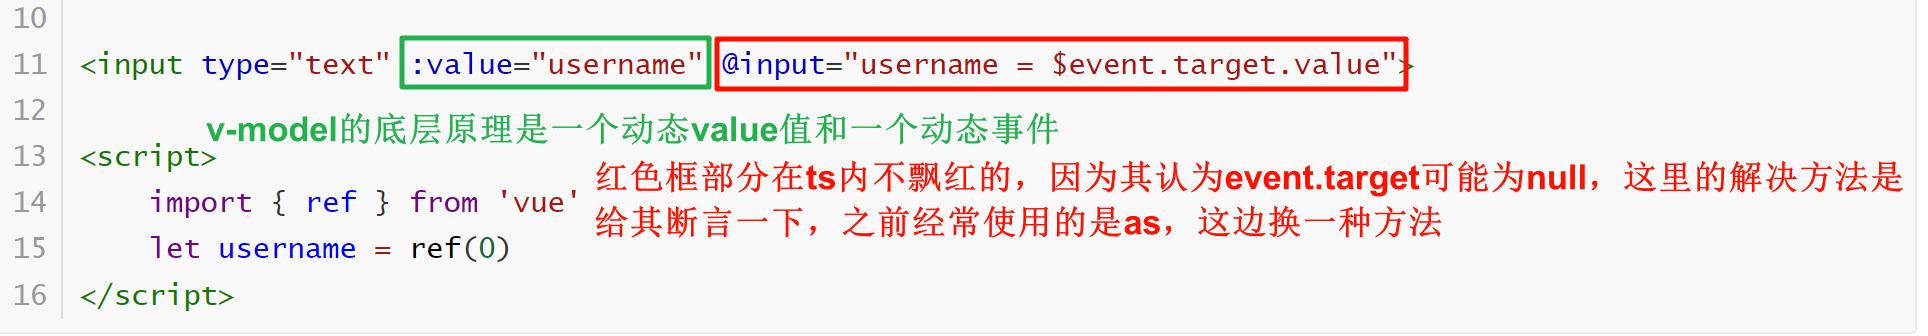 10
11 <input type="text" :value="username" @input="username = $event.target.value">
12
v-model的底层原理是一个动态value值和一个动态事件
13 <script>
红色框部分在ts内不飘红的，因为其认为event.target可能为null，这里的解决方法是
14 import { ref } from 'vue'
给其断言一下，之前经常使用的是as，这边换一种方法
15 let username = ref(0)
16 </script>